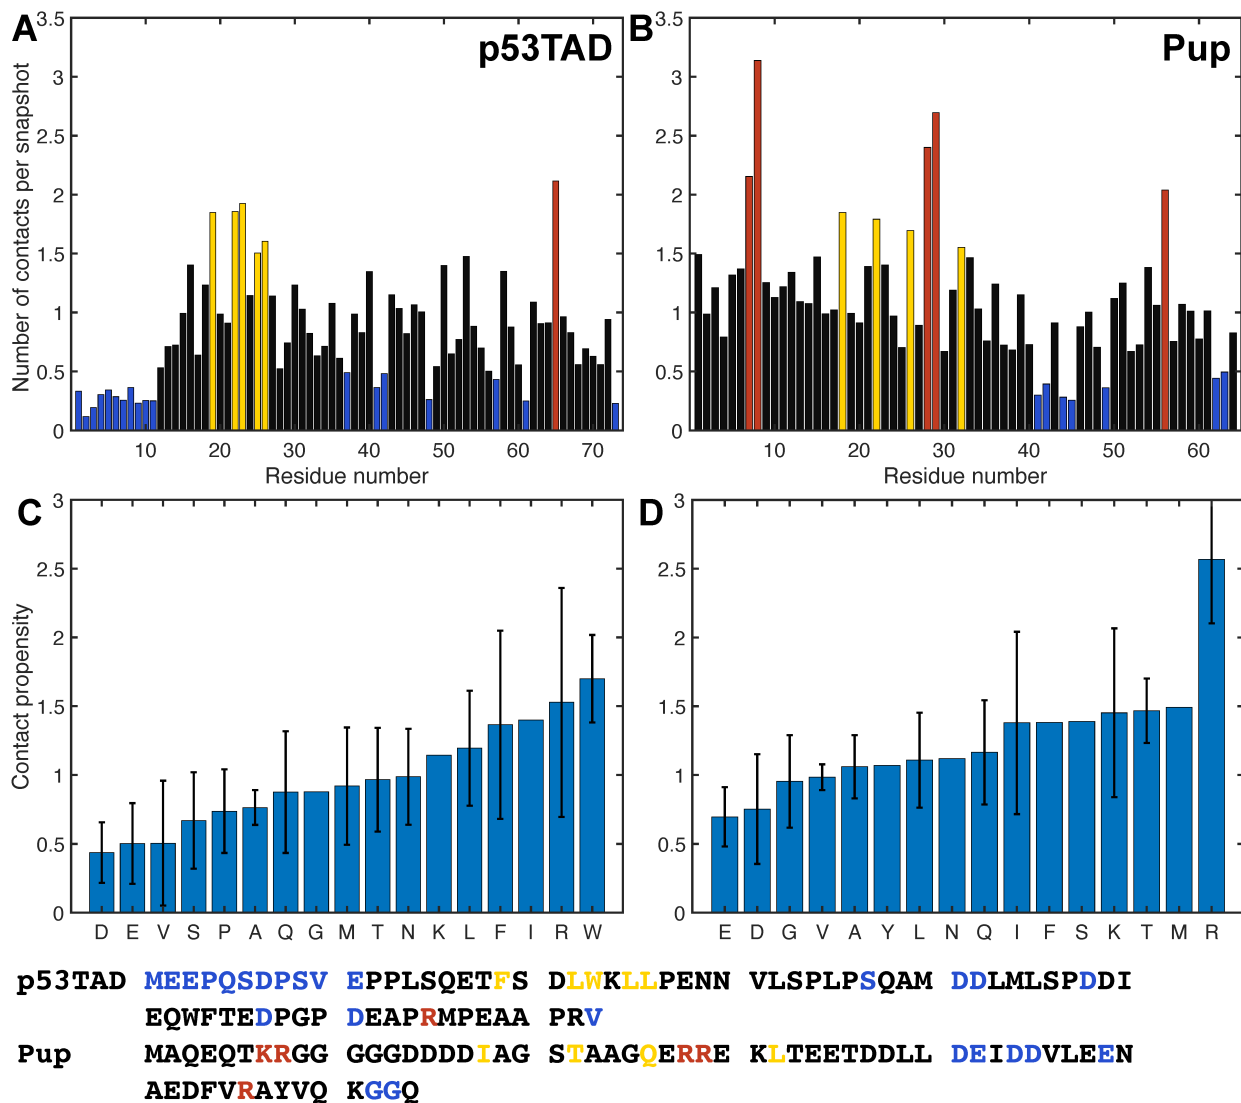 A
p53TAD
Number of contacts per snapshot
3.5
3
2.5
2
1.5
1
0.5
0
10 20 30 40 50 60 70
Residue number
B
Pup
3.5
3
2.5
2
1.5
1
0.5
0
10 20 30 40 50 60
Residue number
C
Contact propensity
3
2.5
2
1.5
1
0.5
0
D E V S P A Q G M T N K L F I R W
D
3
2.5
2
1.5
1
0.5
0
E D G V A Y L N Q I F S K T M R
p53TAD MEEPQSDPSV EPPLSQETFS DLWKLLPENN VLSPLPSQAM DDLMLSPDDI
EQWFTEDPGP DEAPRMPEAA PRV
Pup MAQEQTKRGG GGGDDDDIAG STAAGQERRE KLTEETDDLL DEIDDVLEEN
AEDFVRAYVQ KGGQ